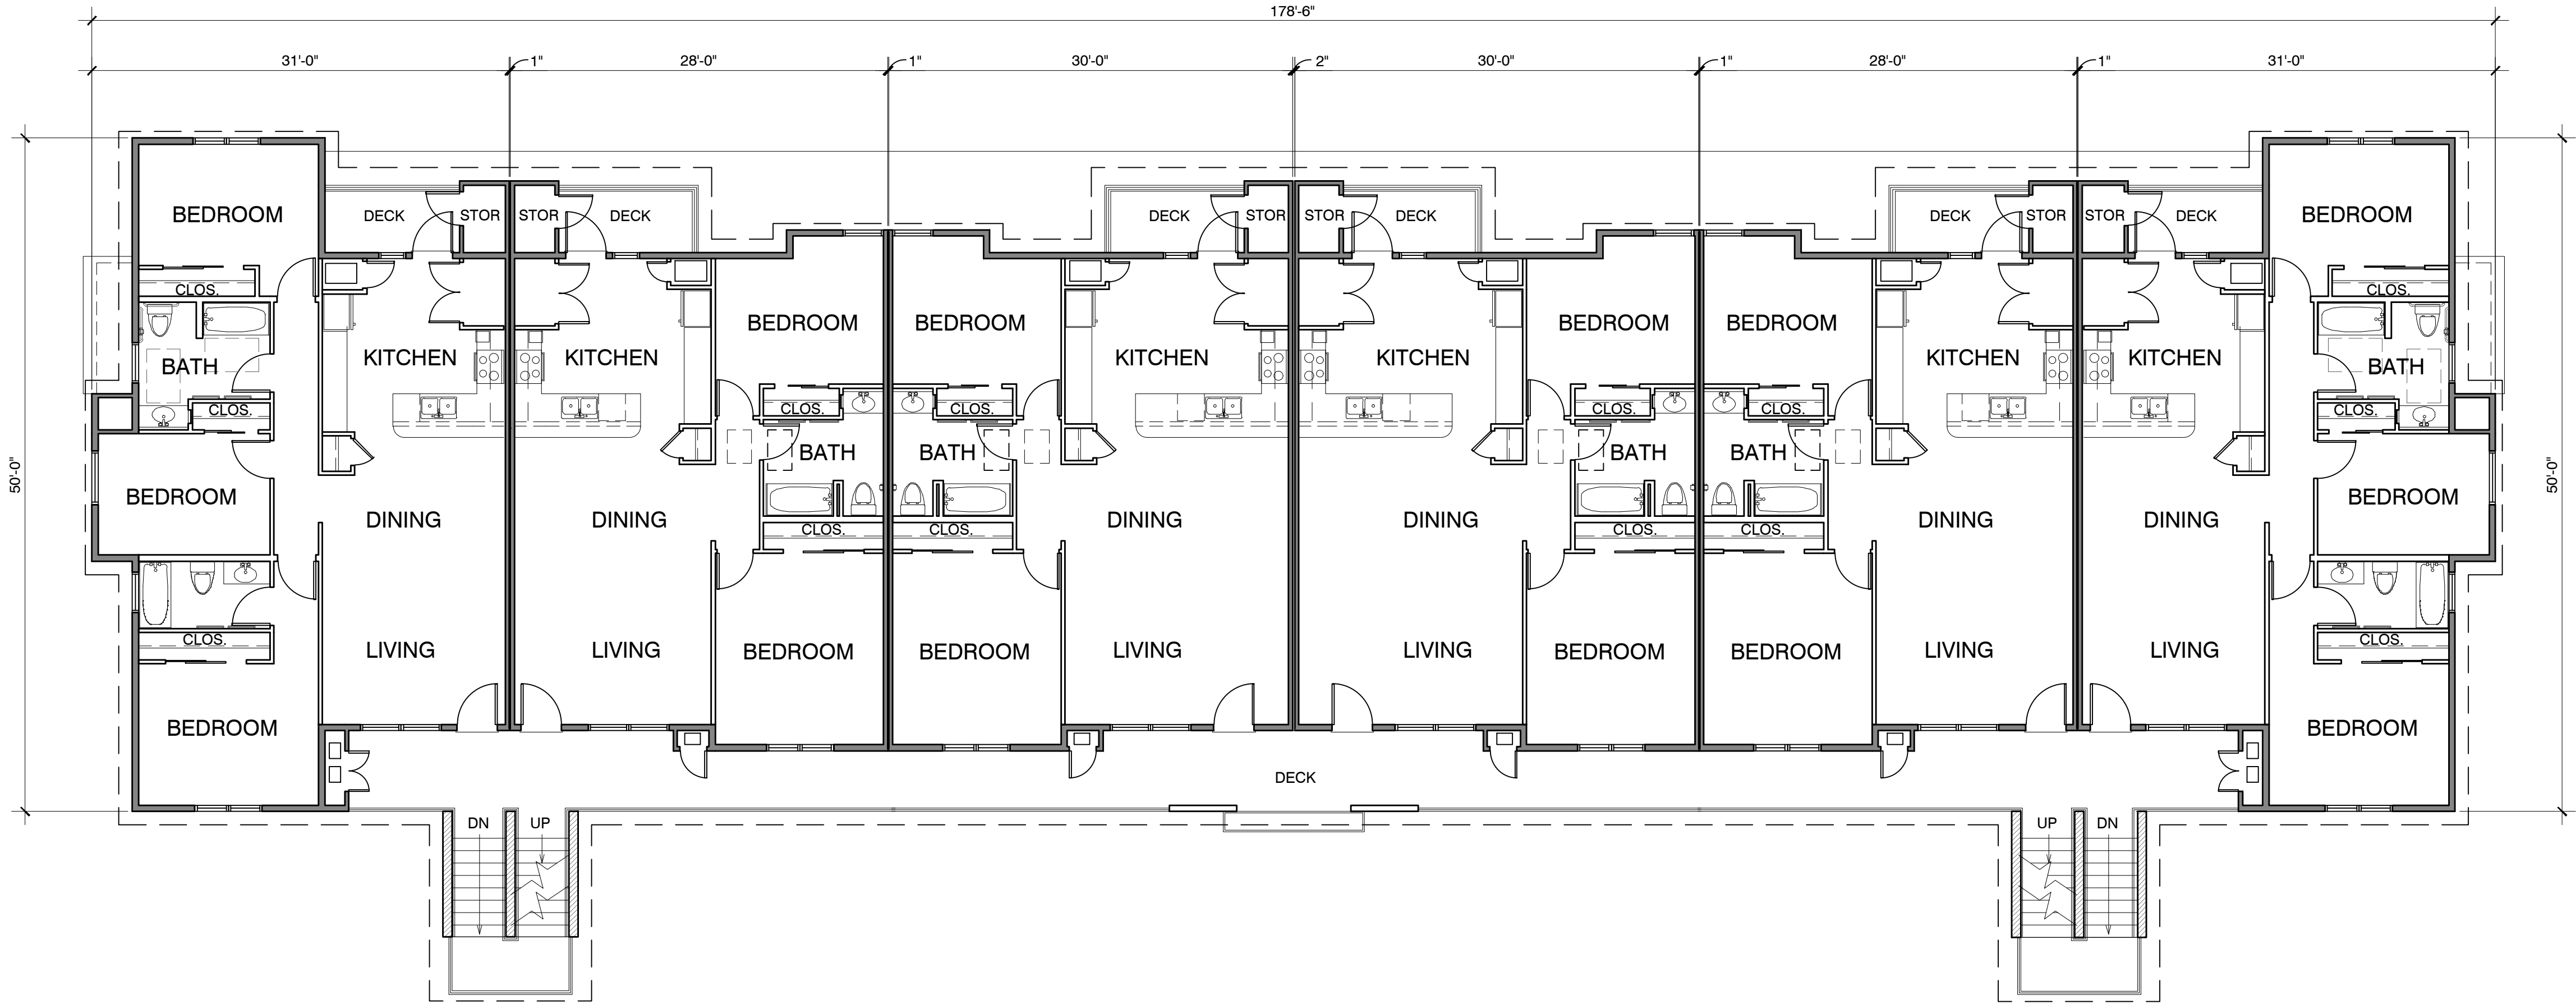 178'-6"
31'-0" 1" 28'-0" 1" 30'-0" 2" 30'-0" 1" 28'-0" 1" 31'-0"
BEDROOM DECK STOR STOR DECK DECK STOR STOR DECK DECK STOR STOR DECK BEDROOM
CLOS. CLOS.
BEDROOM BEDROOM BEDROOM BEDROOM
BATH KITCHEN KITCHEN KITCHEN KITCHEN KITCHEN KITCHEN BATH
CLOS. CLOS. CLOS. CLOS. CLOS. CLOS.
BATH BATH BATH BATH
50'-0" BEDROOM BEDROOM 50'-0"
DINING DINING DINING DINING DINING DINING
CLOS. CLOS. CLOS. CLOS.
CLOS. CLOS.
LIVING LIVING BEDROOM BEDROOM LIVING LIVING BEDROOM BEDROOM LIVING LIVING
BEDROOM BEDROOM
DECK
DN UP UP DN